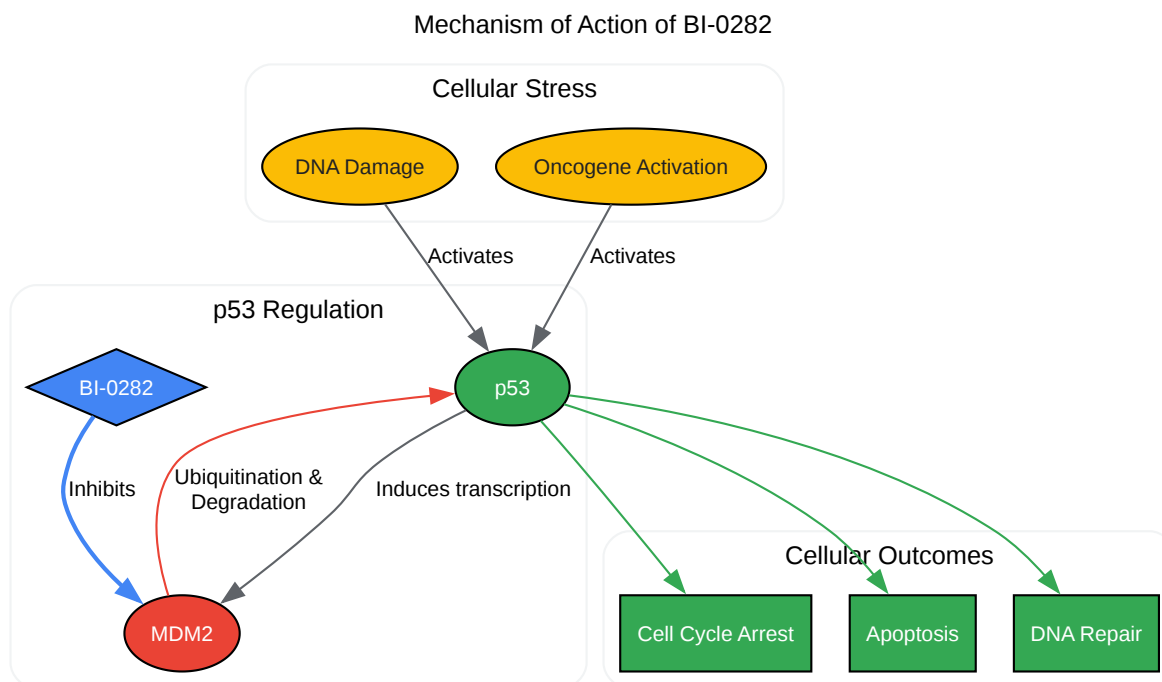 Mechanism of Action of BI-0282
Cellular Stress
DNA Damage
Oncogene Activation
Activates
Activates
p53 Regulation
BI-0282
p53
Inhibits
Ubiquitination &
Degradation
Induces transcription
Cellular Outcomes
MDM2
Cell Cycle Arrest
Apoptosis
DNA Repair